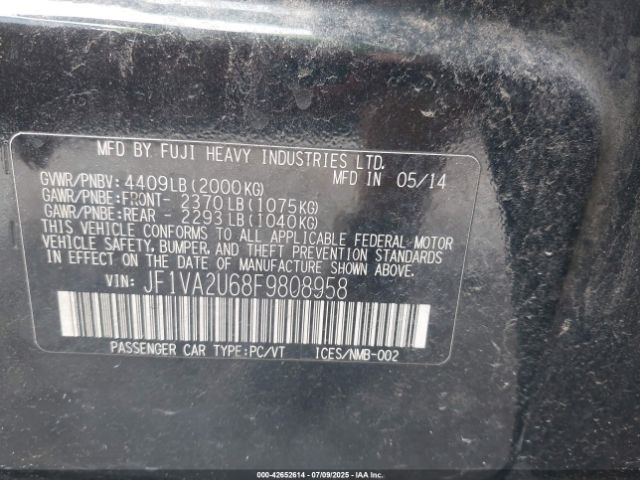 MFD BY FUJI HEAVY INDUSTRIES LTD.
MFD IN 05/14
GVWR/PNBV: 4409LB(2000KG)
GAWR/PNBE:FRONT- 2370LB(1075KG)
GAWR/PNBE:REAR - 2293LB(1040KG)
THIS VEHICLE CONFORMS TO ALL APPLICABLE FEDERAL MOTOR
VEHICLE SAFETY, BUMPER, AND THEFT PREVENTION STANDARDS
IN EFFECT ON THE DATE OF MANUFACTURE SHOWN ABOVE.
VIN: JF1VA2U68F9808958
PASSENGER CAR TYPE:PC/VT ICES/NMB-002
000-42652614 - 07/09/2025 - IAAI.COM